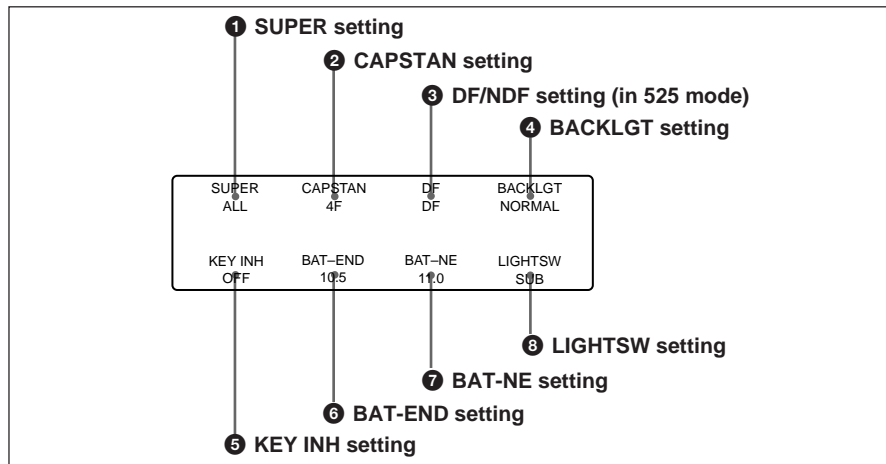 ❶ SUPER setting
❷ CAPSTAN setting
❸ DF/NDF setting (in 525 mode)
❹ BACKLGT setting
SUPER CAPSTAN DF BACKLGT
ALL 4F DF NORMAL
KEY INH BAT–END BAT–NE LIGHTSW
OFF 10.5 11.0 SUB
❽ LIGHTSW setting
❼ BAT-NE setting
❻ BAT-END setting
❺ KEY INH setting